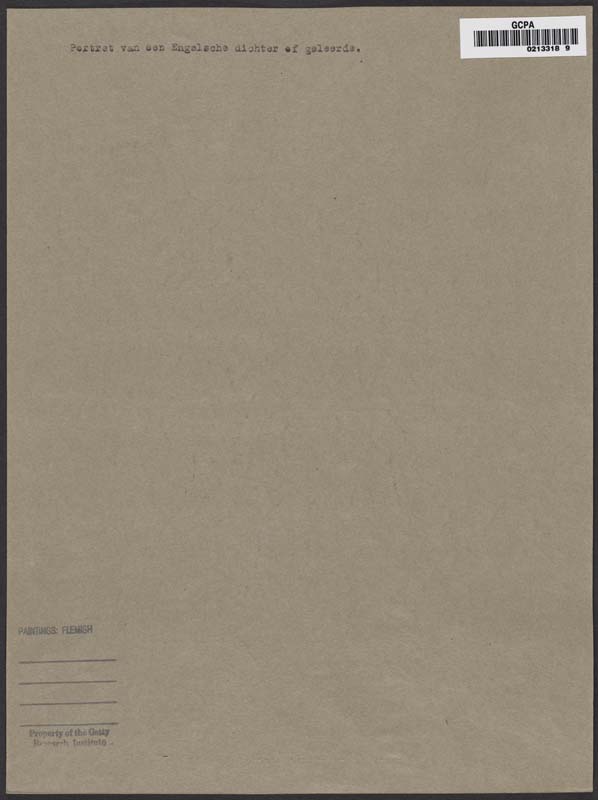 GCPA
0213318 9
Portret van een Engelsche dichter of geleerde.
PAINTINGS: FLEMISH
Property of the Getty
Research Institute